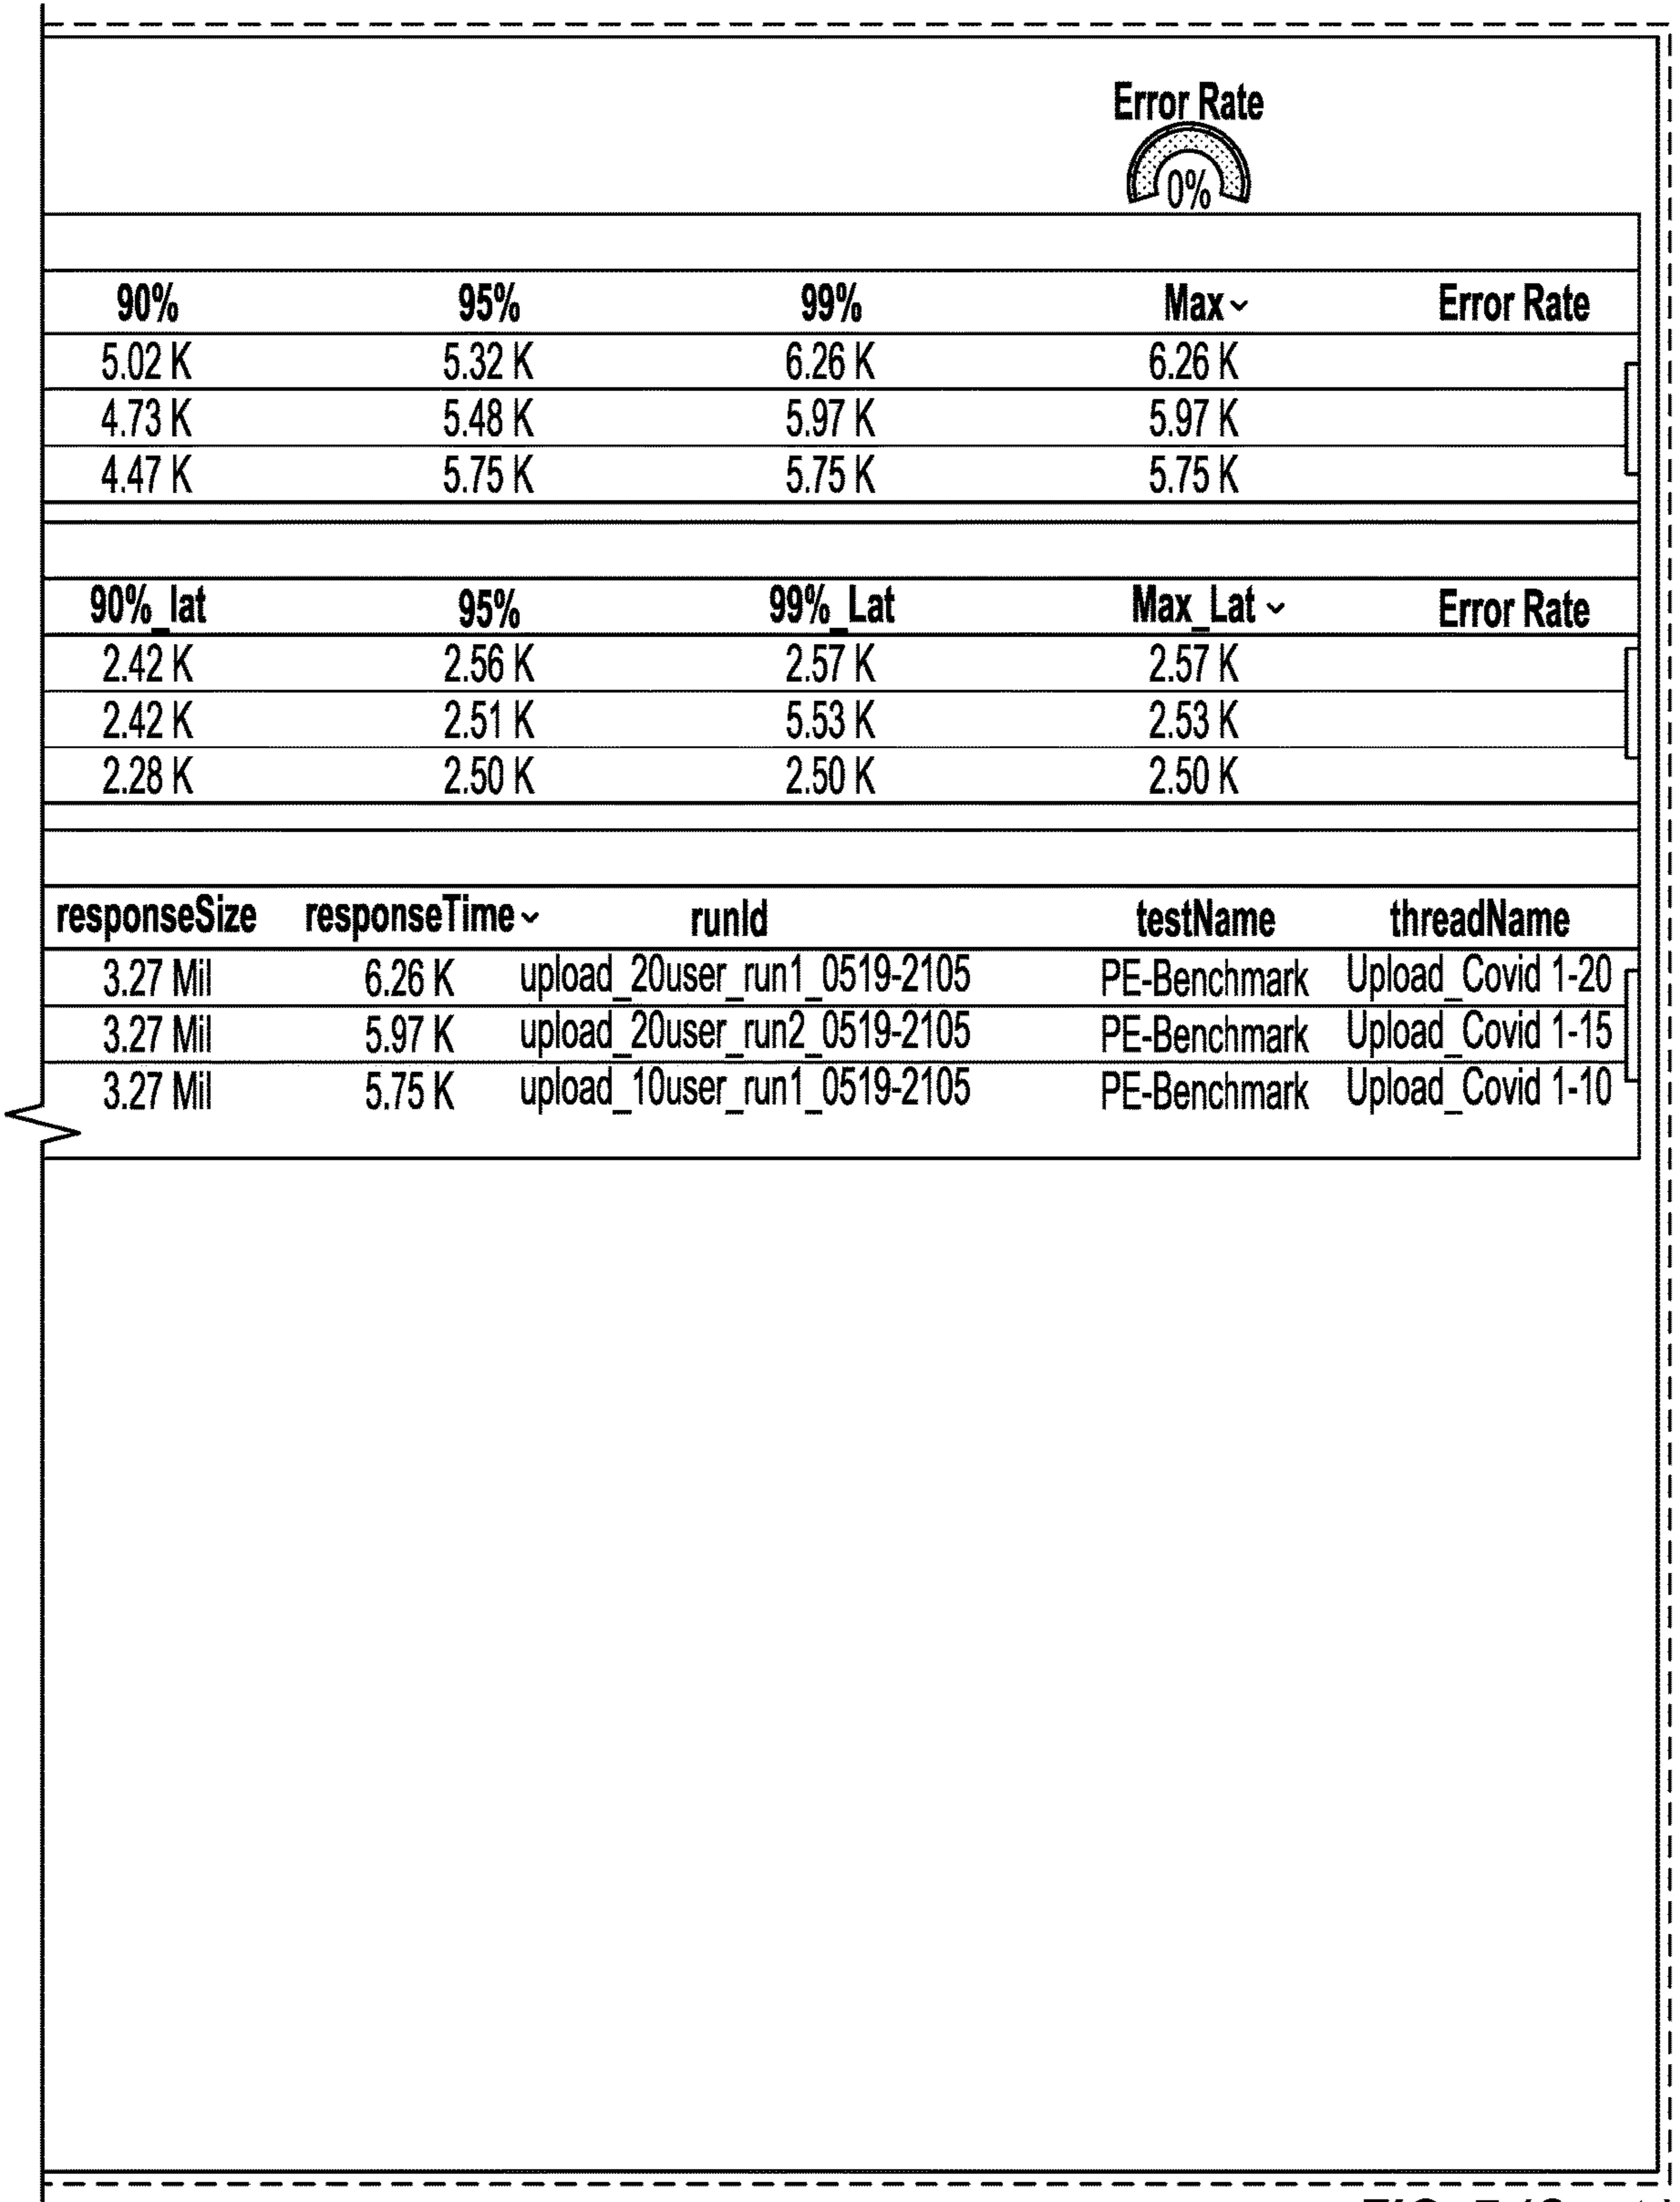 Error Rate
0%
90% 95% 99% Max Error Rate
5.02 K 5.32 K 6.26 K 6.26 K
4.73 K 5.48 K 5.97 K 5.97 K
4.47 K 5.75 K 5.75 K 5.75 K
90%_lat 95% 99%_Lat Max_Lat Error Rate
2.42 K 2.56 K 2.57 K 2.57 K
2.42 K 2.51 K 5.53 K 2.53 K
2.28 K 2.50 K 2.50 K 2.50 K
responseSize responseTime runId testName threadName
3.27 Mil 6.26 K upload_20user_run1_0519-2105 PE-Benchmark Upload_Covid 1-20
3.27 Mil 5.97 K upload_20user_run2_0519-2105 PE-Benchmark Upload_Covid 1-15
3.27 Mil 5.75 K upload_10user_run1_0519-2105 PE-Benchmark Upload_Covid 1-10